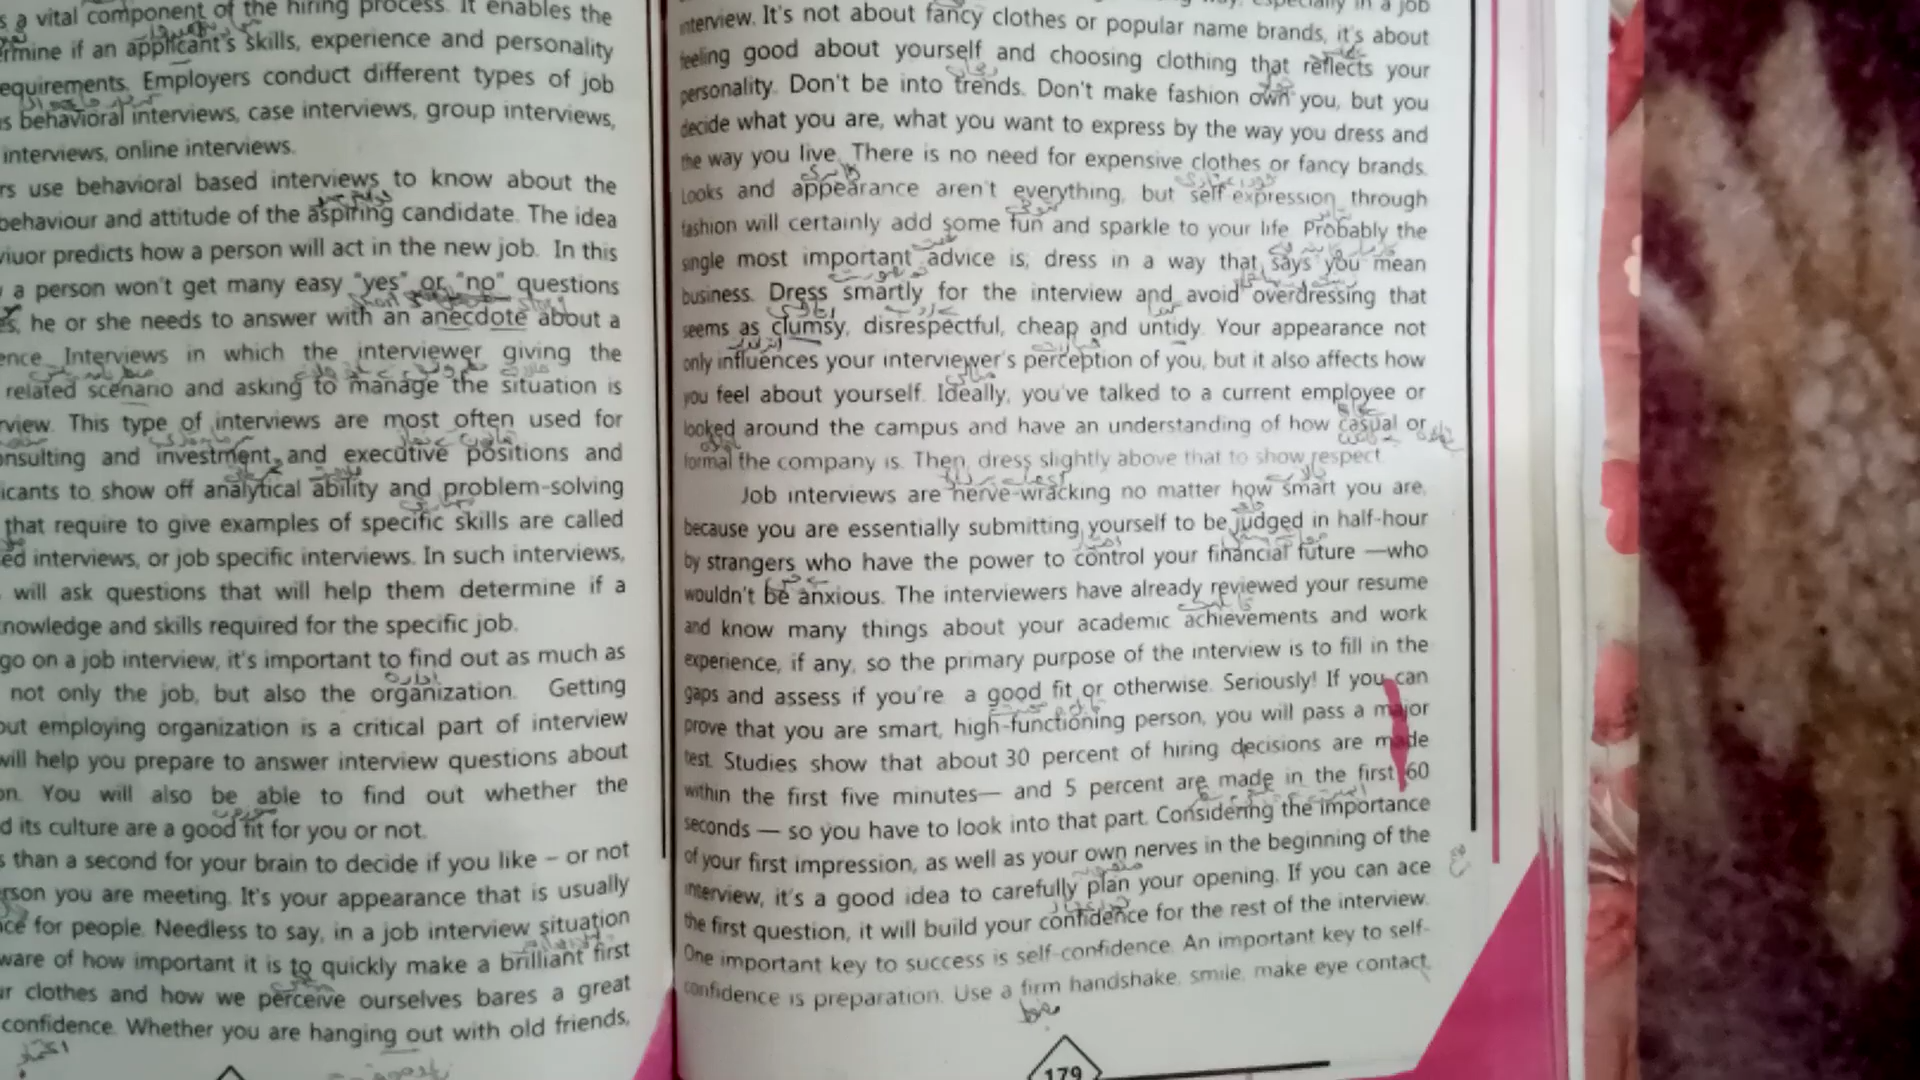 s a vital component of the hiring process. It enables the
rmine if an applicant's skills, experience and personality
equirements. Employers conduct different types of job
s behavioral interviews, case interviews, group interviews,
interviews, online interviews.
rs use behavioral based interviews to know about the
behaviour and attitude of the aspiring candidate. The idea
viuor predicts how a person will act in the new job. In this
a person won't get many easy "yes" or "no" questions
s, he or she needs to answer with an anecdote about a
ence. Interviews in which the interviewer giving the
related scenario and asking to manage the situation is
rview. This type of interviews are most often used for
onsulting and investment and executive positions and
icants to show off analytical ability and problem-solving
that require to give examples of specific skills are called
ed interviews, or job specific interviews. In such interviews,
will ask questions that will help them determine if a
nowledge and skills required for the specific job.
go on a job interview, it's important to find out as much as
not only the job, but also the organization. Getting
out employing organization is a critical part of interview
will help you prepare to answer interview questions about
on. You will also be able to find out whether the
d its culture are a good fit for you or not.
s than a second for your brain to decide if you like – or not
rson you are meeting. It's your appearance that is usually
ce for people. Needless to say, in a job interview situation
ware of how important it is to quickly make a brilliant first
ur clothes and how we perceive ourselves bares a great
confidence. Whether you are hanging out with old friends,
especially in a job
interview. It's not about fancy clothes or popular name brands, it's about
feeling good about yourself and choosing clothing that reflects your
personality. Don't be into trends. Don't make fashion own you, but you
decide what you are, what you want to express by the way you dress and
the way you live. There is no need for expensive clothes or fancy brands.
Looks and appearance aren't everything, but self-expression through
fashion will certainly add some fun and sparkle to your life. Probably the
single most important advice is, dress in a way that says you mean
business. Dress smartly for the interview and avoid overdressing that
seems as clumsy, disrespectful, cheap and untidy. Your appearance not
only influences your interviewer's perception of you, but it also affects how
you feel about yourself. Ideally, you've talked to a current employee or
looked around the campus and have an understanding of how casual or
formal the company is. Then, dress slightly above that to show respect.
Job interviews are nerve-wracking no matter how smart you are,
because you are essentially submitting yourself to be judged in half-hour
by strangers who have the power to control your financial future —who
wouldn't be anxious. The interviewers have already reviewed your resume
and know many things about your academic achievements and work
experience, if any, so the primary purpose of the interview is to fill in the
gaps and assess if you're a good fit or otherwise. Seriously! If you can
prove that you are smart, high-functioning person, you will pass a major
test. Studies show that about 30 percent of hiring decisions are made
within the first five minutes— and 5 percent are made in the first 60
seconds — so you have to look into that part. Considering the importance
of your first impression, as well as your own nerves in the beginning of the
interview, it's a good idea to carefully plan your opening. If you can ace
the first question, it will build your confidence for the rest of the interview.
One important key to success is self-confidence. An important key to self-
confidence is preparation. Use a firm handshake, smile, make eye contact,
179